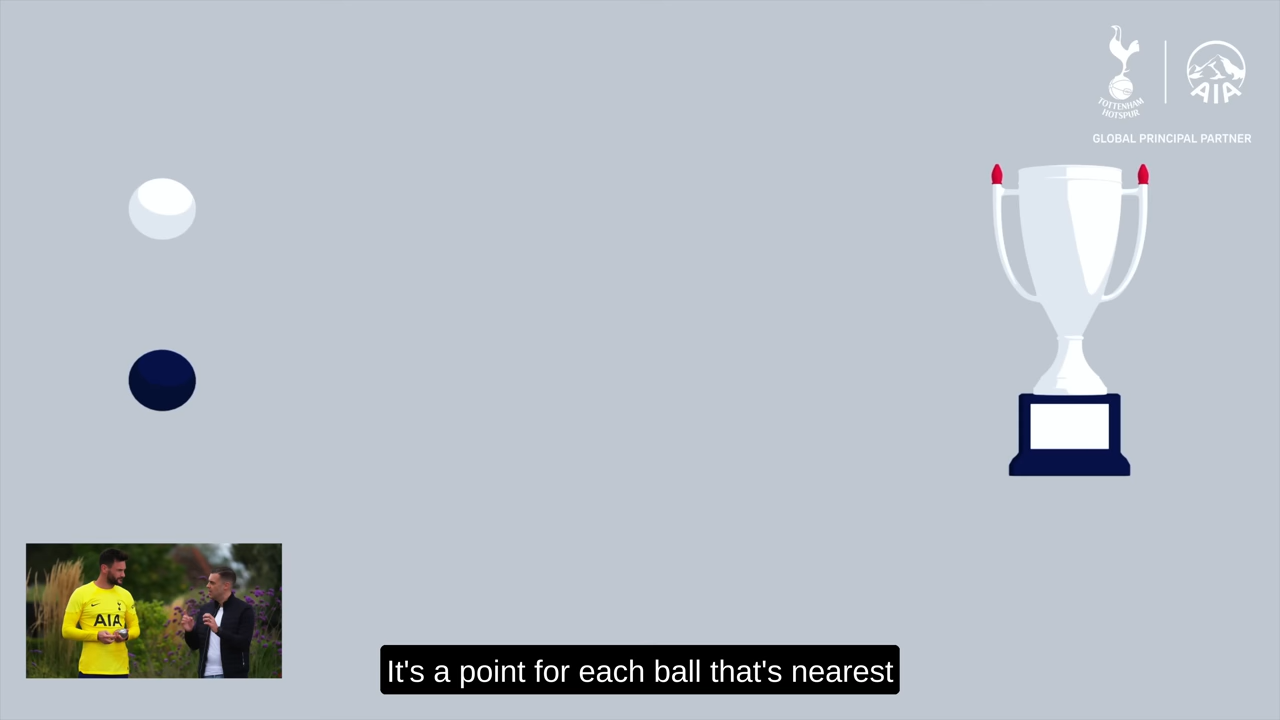 TOTTENHAM
HOTSPUR
AIA
GLOBAL PRINCIPAL PARTNER
AIA
It's a point for each ball that's nearest